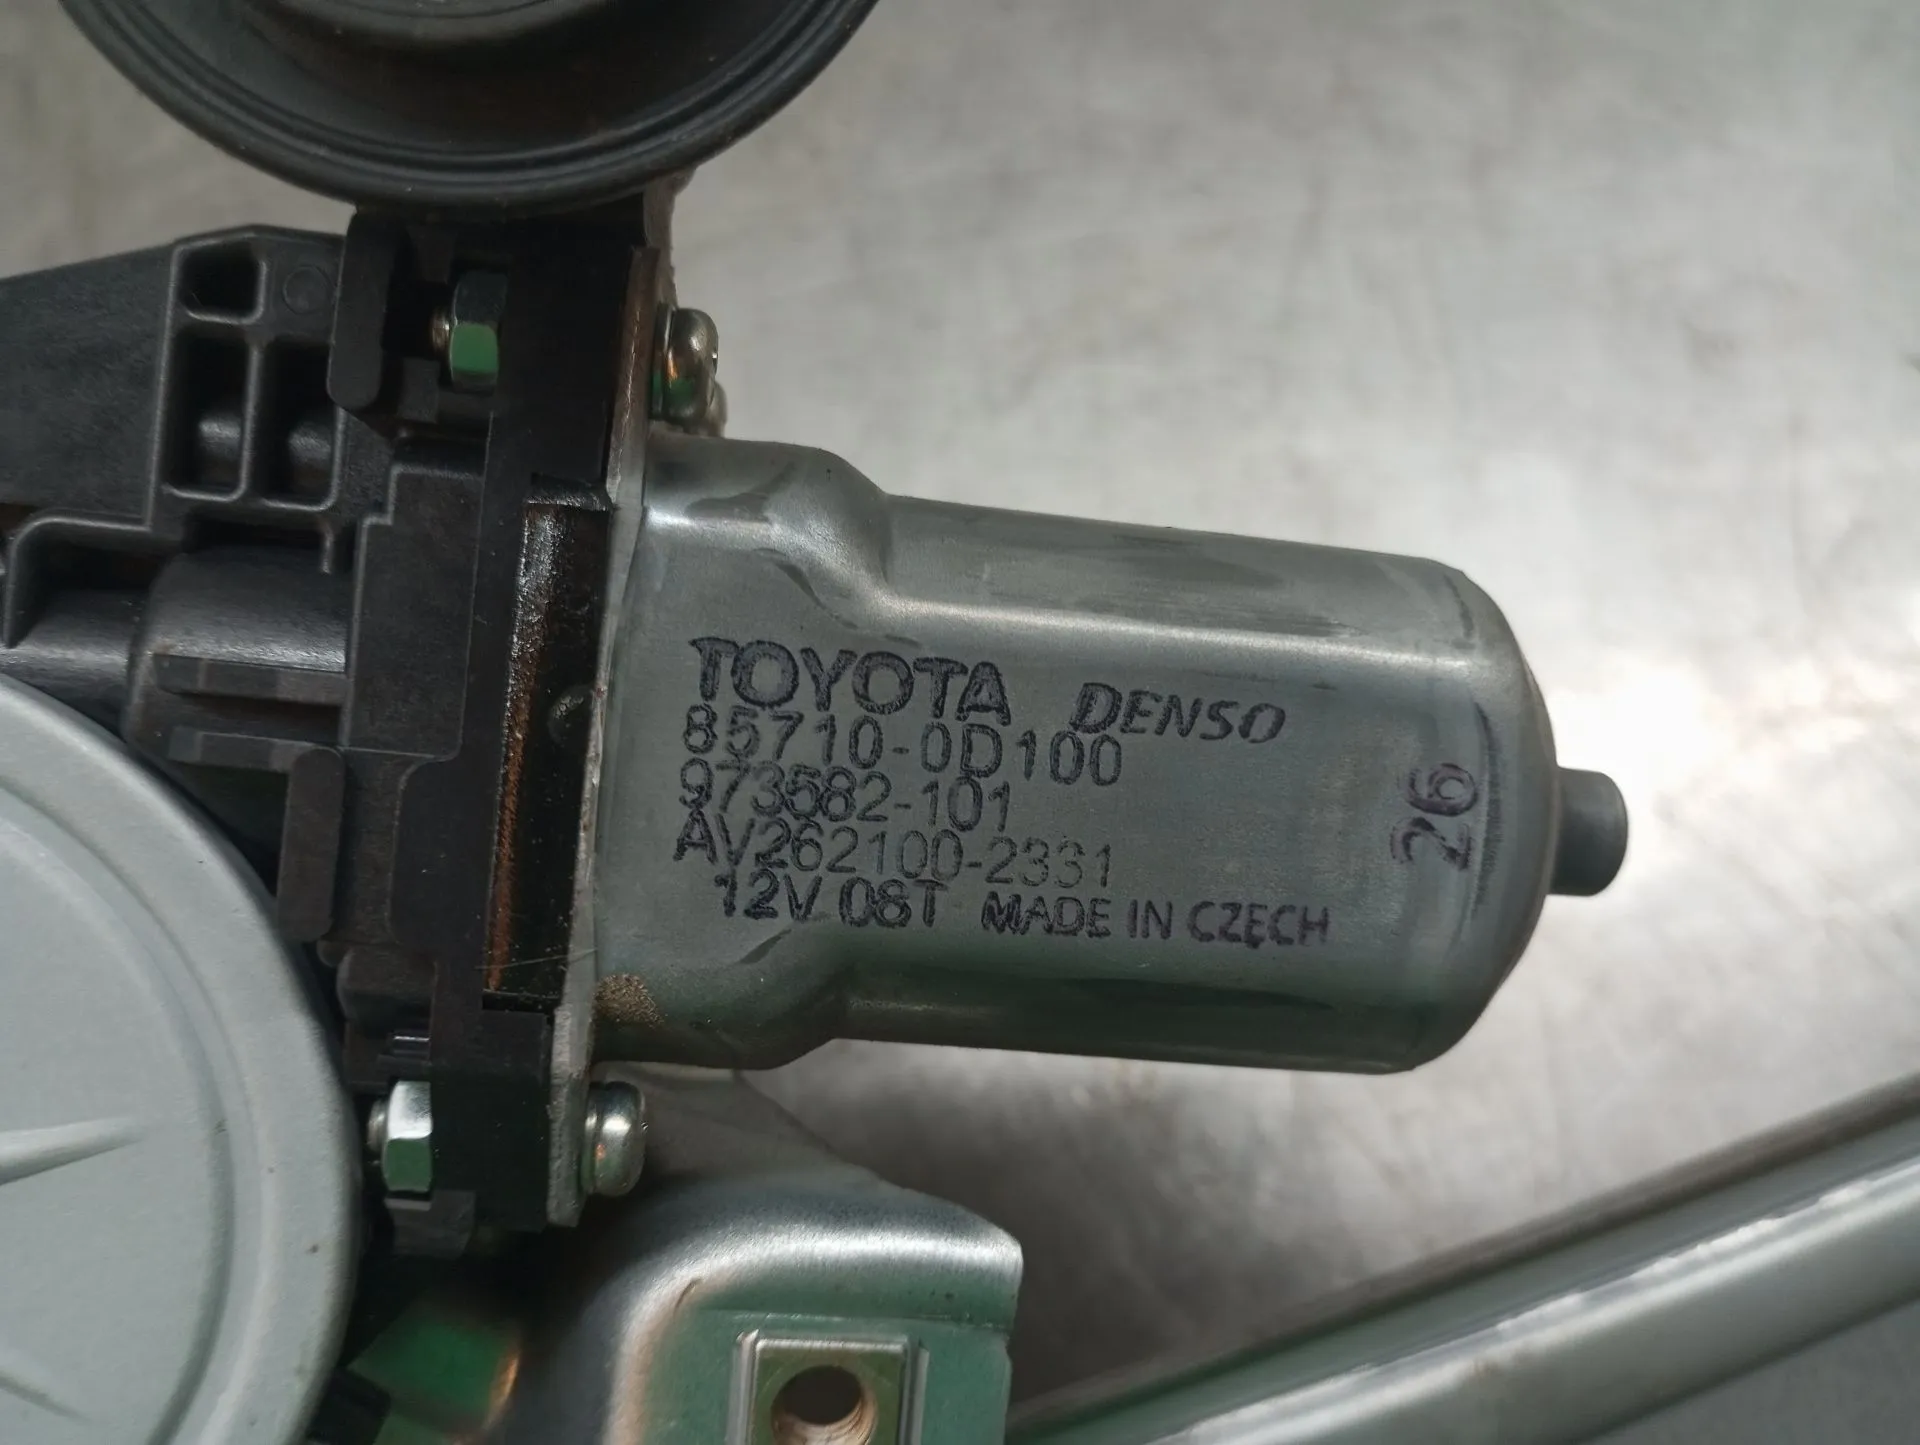 TOYOTA DENSO
85710-0D100
973582-101
AV262100-2331
12V 08T MADE IN CZECH
26